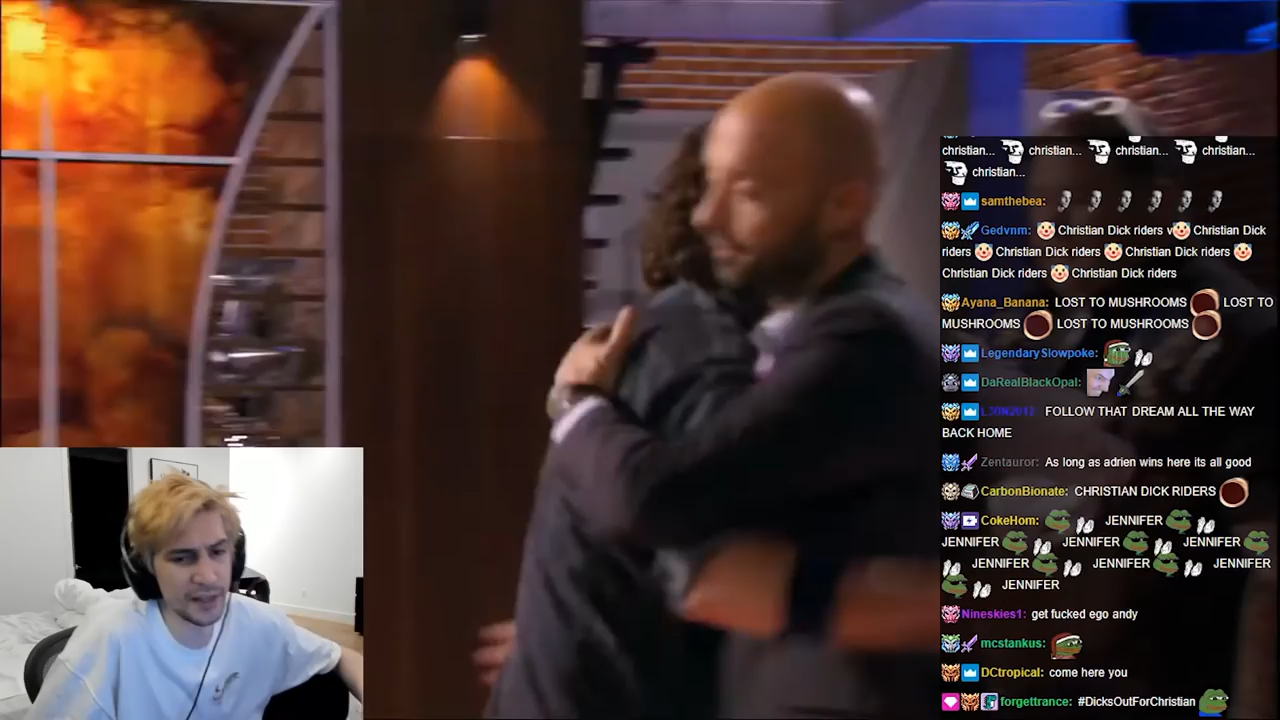 christian... christian... christian... christian...
christian...
samthebea:
Gedvnm: Christian Dick riders v Christian Dick
riders Christian Dick riders Christian Dick riders
Christian Dick riders Christian Dick riders
Ayana_Banana: LOST TO MUSHROOMS LOST TO
MUSHROOMS LOST TO MUSHROOMS
LegendarySlowpoke:
DaRealBlackOpal:
L30N2012: FOLLOW THAT DREAM ALL THE WAY
BACK HOME
Zentauror: As long as adrien wins here its all good
CarbonBionate: CHRISTIAN DICK RIDERS
CokeHom: JENNIFER
JENNIFER JENNIFER JENNIFER
JENNIFER JENNIFER JENNIFER
JENNIFER
Nineskies1: get fucked ego andy
mcstankus:
DCtropical: come here you
forgettrance: #DicksOutForChristian